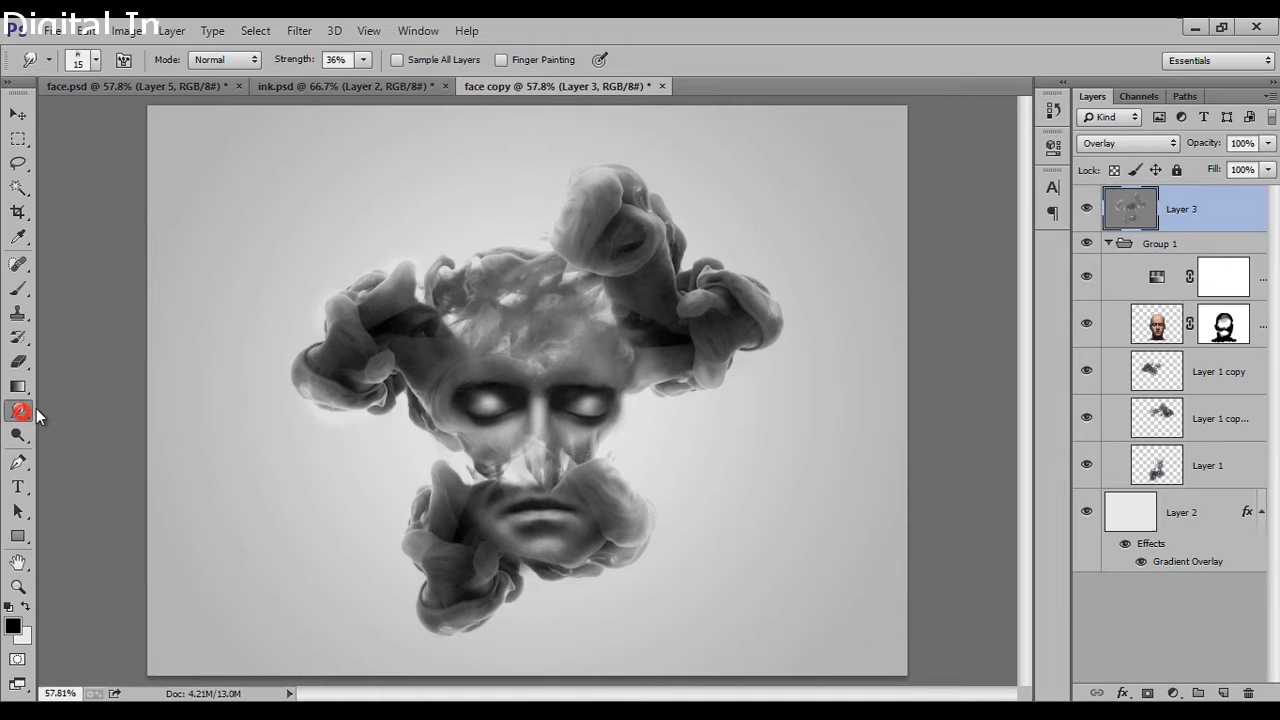 Digital In
Ps File Edit Image Layer Type Select Filter 3D View Window Help
15 Mode: Normal Strength: 36% Sample All Layers Finger Painting Essentials
face.psd @ 57.8% (Layer 5, RGB/8#) * × ink.psd @ 66.7% (Layer 2, RGB/8#) * × face copy @ 57.8% (Layer 3, RGB/8#) * ×
Layers Channels Paths
Kind
Overlay Opacity: 100%
Lock: Fill: 100%
Layer 3
Group 1
...
...
Layer 1 copy
Layer 1 cop...
Layer 1
Layer 2 fx
Effects
Gradient Overlay
57.81% Doc: 4.21M/13.0M